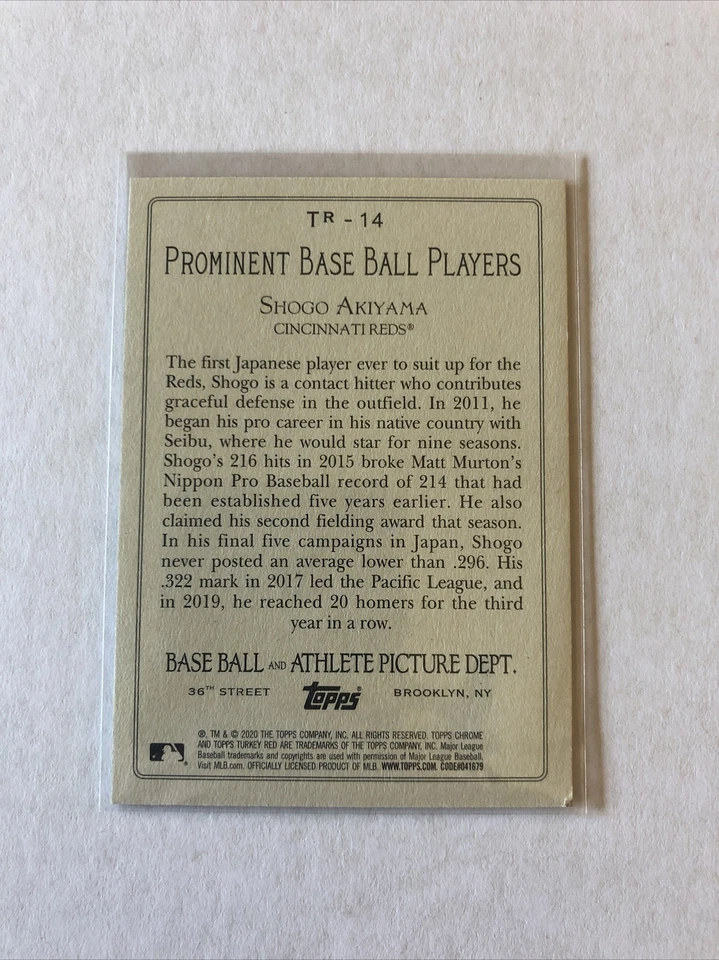 TR - 14
PROMINENT BASE BALL PLAYERS
SHOGO AKIYAMA
CINCINNATI REDS®
The first Japanese player ever to suit up for the
Reds, Shogo is a contact hitter who contributes
graceful defense in the outfield. In 2011, he
began his pro career in his native country with
Seibu, where he would star for nine seasons.
Shogo's 216 hits in 2015 broke Matt Murton's
Nippon Pro Baseball record of 214 that had
been established five years earlier. He also
claimed his second fielding award that season.
In his final five campaigns in Japan, Shogo
never posted an average lower than .296. His
.322 mark in 2017 led the Pacific League, and
in 2019, he reached 20 homers for the third
year in a row.
BASE BALL AND ATHLETE PICTURE DEPT.
36TH STREET Topps® BROOKLYN, NY
®, TM & © 2020 THE TOPPS COMPANY, INC. ALL RIGHTS RESERVED. TOPPS CHROME
AND TOPPS TURKEY RED ARE TRADEMARKS OF THE TOPPS COMPANY, INC. Major League
Baseball trademarks and copyrights are used with permission of Major League Baseball.
Visit MLB.com. OFFICIALLY LICENSED PRODUCT OF MLB. WWW.TOPPS.COM. CODE#041679